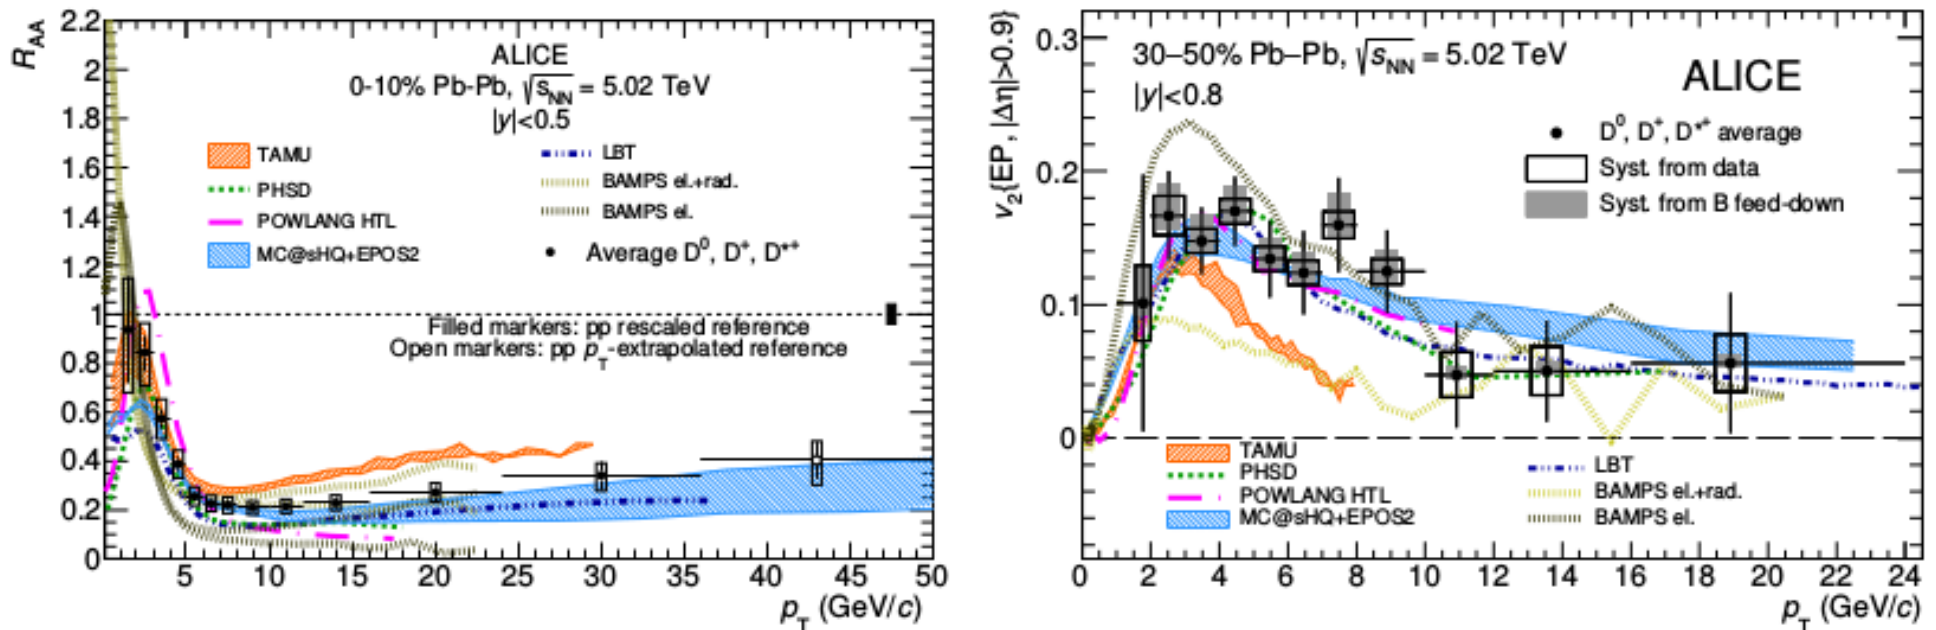 R_AA
ALICE
0-10% Pb-Pb, √s_NN = 5.02 TeV
|y|<0.5
TAMU
PHSD
POWLANG HTL
MC@sHQ+EPOS2
LBT
BAMPS el.+rad.
BAMPS el.
Average D⁰, D⁺, D*⁺
Filled markers: pp rescaled reference
Open markers: pp p_T-extrapolated reference
2.2
2
1.8
1.6
1.4
1.2
1
0.8
0.6
0.4
0.2
0
5 10 15 20 25 30 35 40 45 50
p_T (GeV/c)
v₂{EP, |Δη|>0.9}
30–50% Pb–Pb, √s_NN = 5.02 TeV
|y|<0.8
ALICE
D⁰, D⁺, D*⁺ average
Syst. from data
Syst. from B feed-down
0.3
0.2
0.1
0
TAMU
PHSD
POWLANG HTL
MC@sHQ+EPOS2
LBT
BAMPS el.+rad.
BAMPS el.
0 2 4 6 8 10 12 14 16 18 20 22 24
p_T (GeV/c)